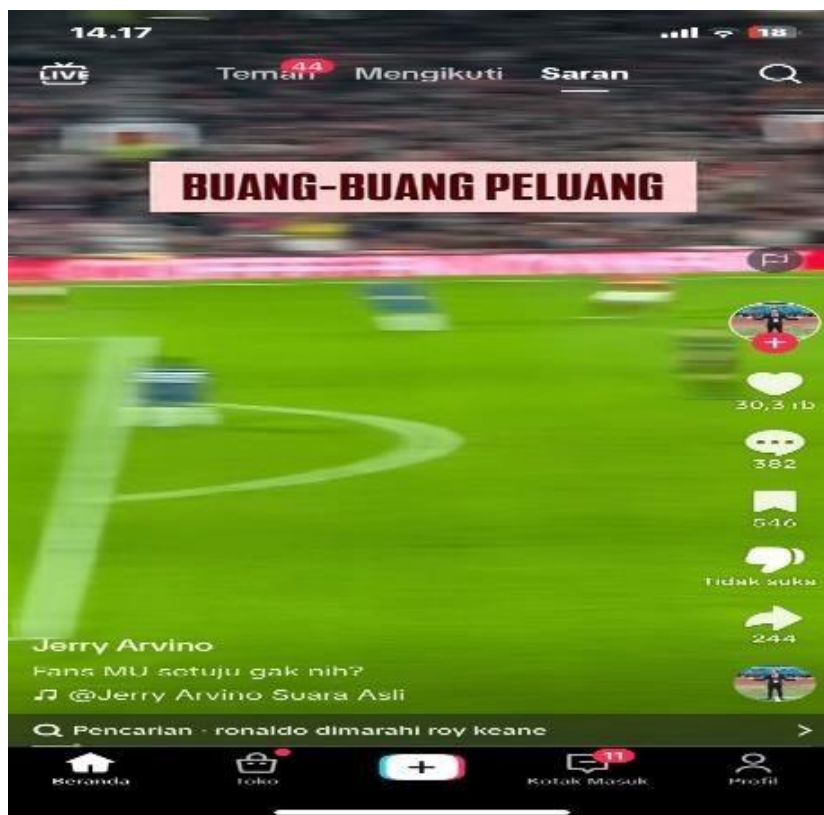 14.17
18
LIVE
Teman 44
Mengikuti
Saran
BUANG-BUANG PELUANG
30,3 rb
382
546
Tidak suka
244
Jerry Arvino
Fans MU setuju gak nih?
@Jerry Arvino Suara Asli
Pencarian · ronaldo dimarahi roy keane
Beranda
Toko
Kotak Masuk
11
Profil